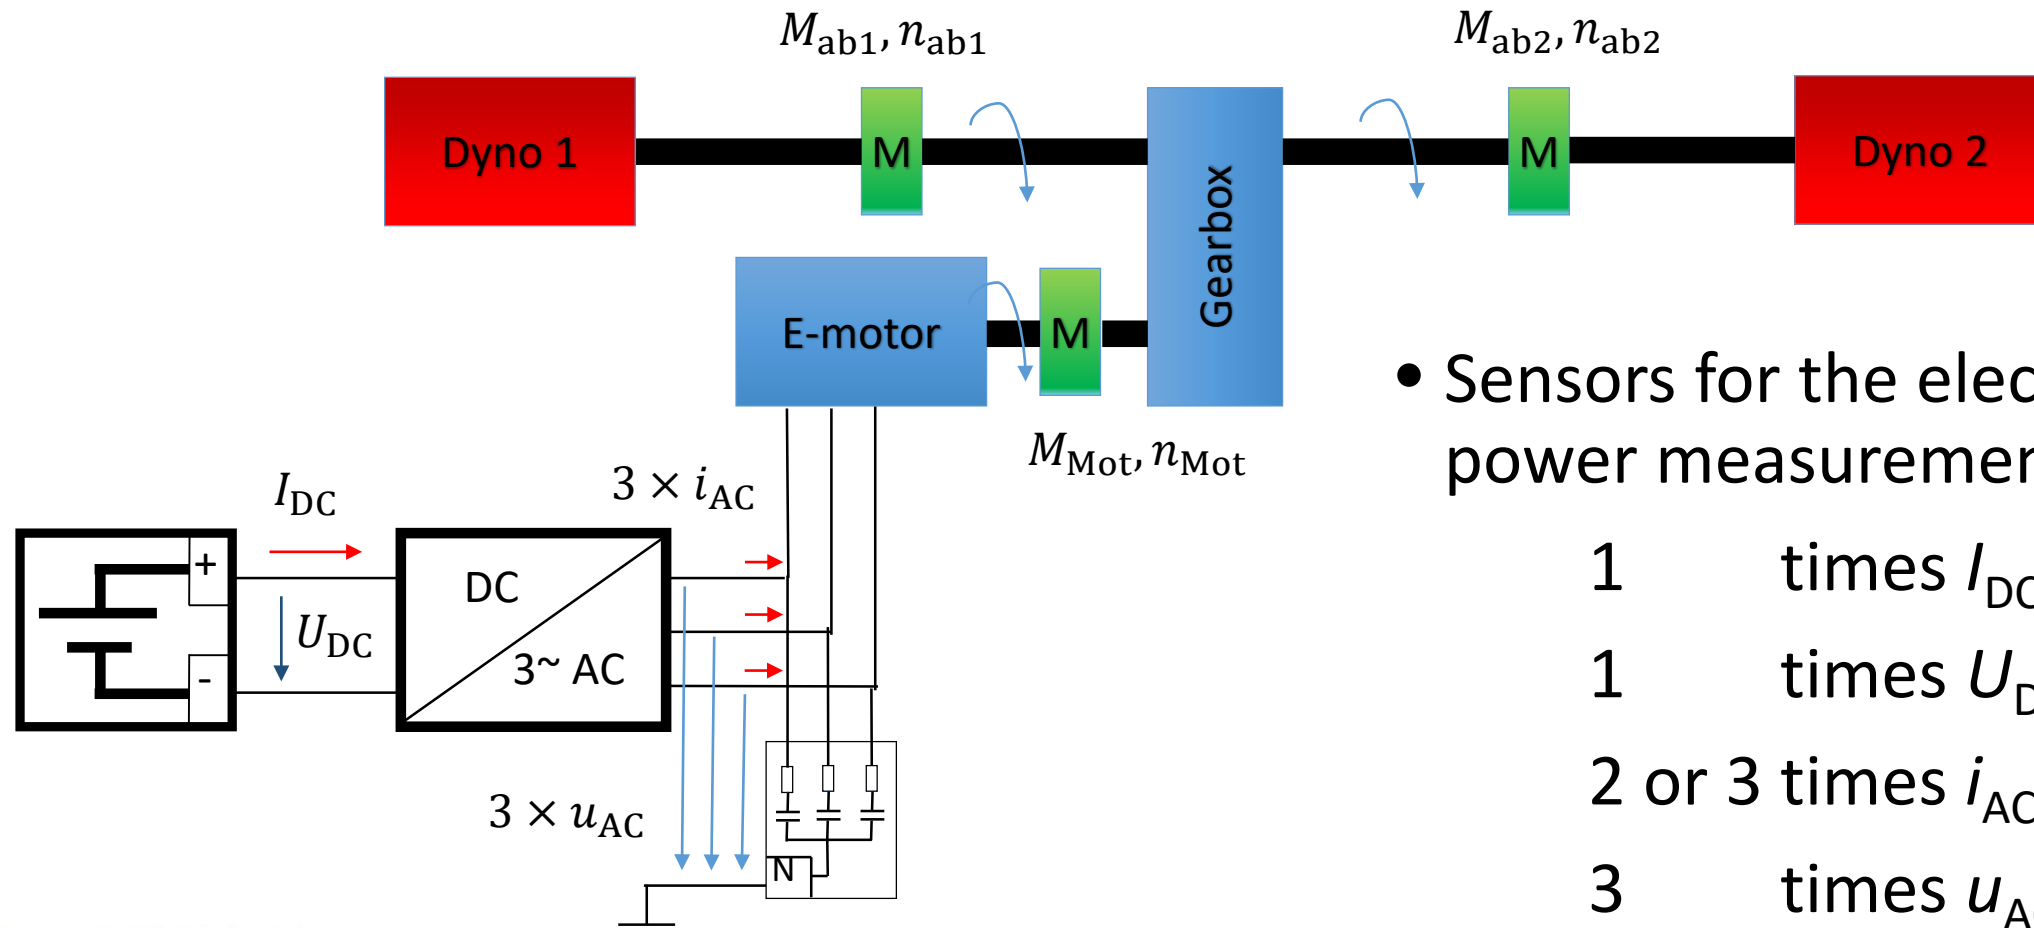 M_ab1, n_ab1
M_ab2, n_ab2
Dyno 1
M
M
Dyno 2
Gearbox
E-motor
M
M_Mot, n_Mot
• Sensors for the elec
power measuremen
I_DC
3 × i_AC
+
DC
U_DC
3~ AC
-
1 times I_DC
1 times U_D
2 or 3 times i_AC
3 × u_AC
N
3 times u_A